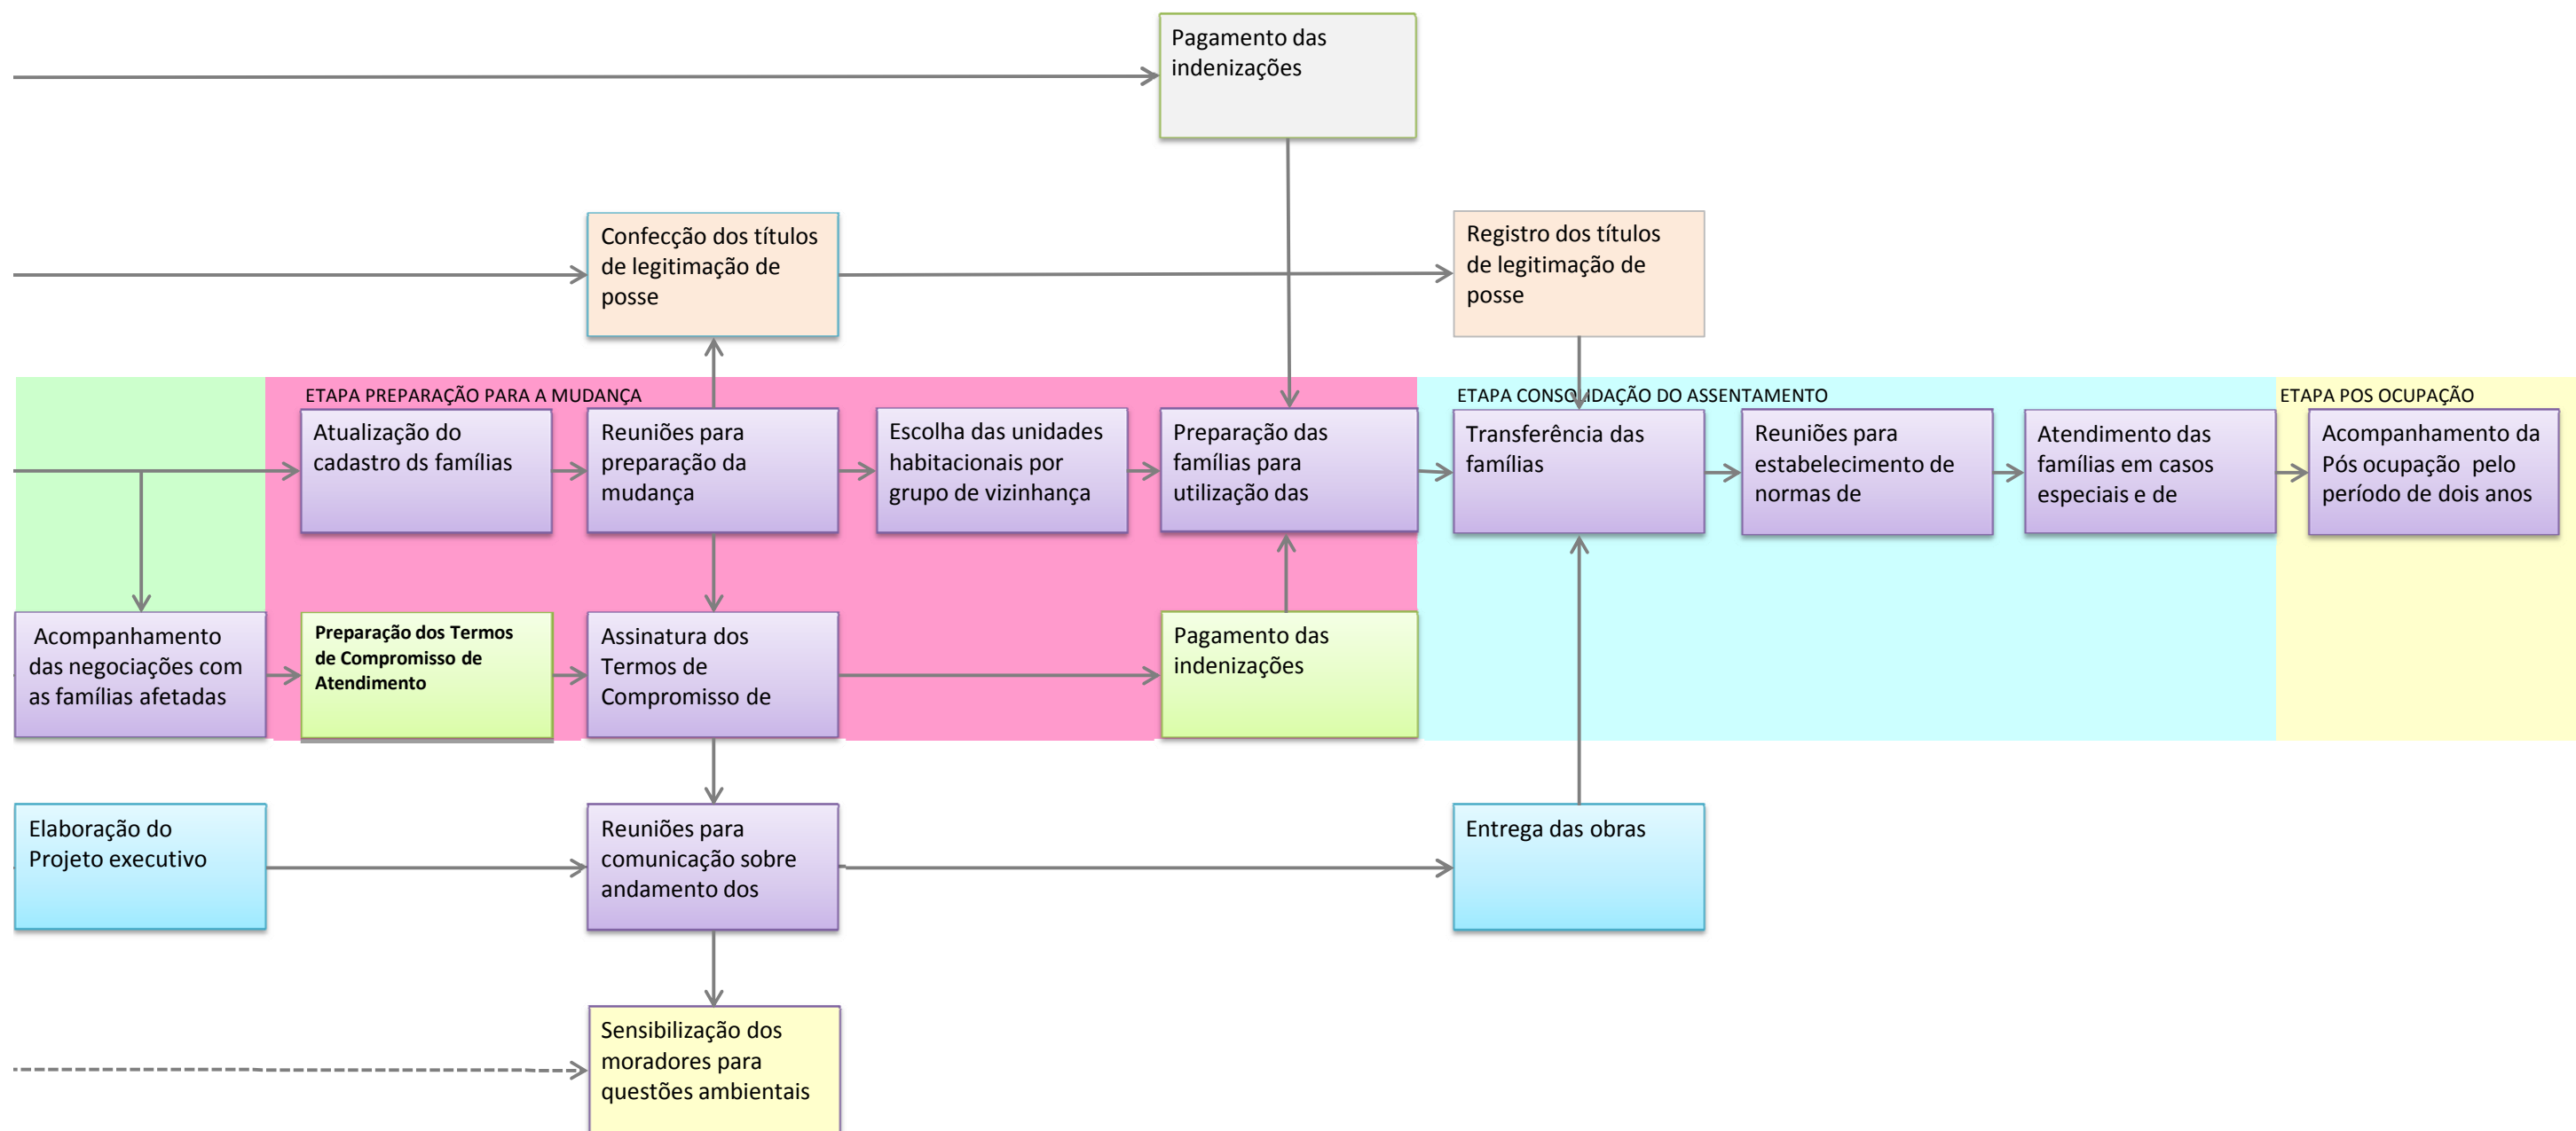 Pagamento das
indenizações
Confecção dos títulos
de legitimação de
posse
Registro dos títulos
de legitimação de
posse
ETAPA PREPARAÇÃO PARA A MUDANÇA
ETAPA CONSOLIDAÇÃO DO ASSENTAMENTO
ETAPA POS OCUPAÇÃO
Atualização do
cadastro ds famílias
Reuniões para
preparação da
mudança
Escolha das unidades
habitacionais por
grupo de vizinhança
Preparação das
famílias para
utilização das
Transferência das
famílias
Reuniões para
estabelecimento de
normas de
Atendimento das
famílias em casos
especiais e de
Acompanhamento da
Pós ocupação pelo
período de dois anos
Acompanhamento
das negociações com
as famílias afetadas
Preparação dos Termos
de Compromisso de
Atendimento
Assinatura dos
Termos de
Compromisso de
Pagamento das
indenizações
Elaboração do
Projeto executivo
Reuniões para
comunicação sobre
andamento dos
Entrega das obras
Sensibilização dos
moradores para
questões ambientais